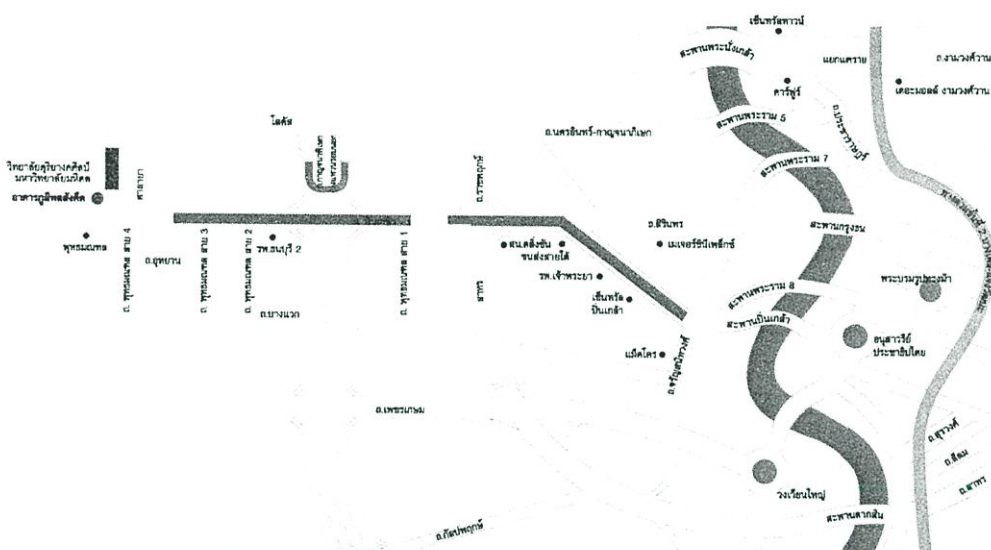 เซ็นทรัลทาวน์
สะพานพระนั่งเกล้า
แยกแคราย
ถ.งามวงศ์วาน
คาร์ฟูร์
เดอะมอลล์ งามวงศ์วาน
โลตัส
สะพานพระราม 5
ถ.นครอินทร์-กาญจนาภิเษก
ถ.ประชาราษฎร์
วิทยาลัยดุริยางคศิลป์
มหาวิทยาลัยมหิดล
อาคารภูมิพลสังคีต
ศาลายา
กาญจนาภิเษก
สะพานพระราม 7
ถ.ราชพฤกษ์
พุทธมณฑล
ถ. พุทธมณฑล สาย 4
ถ.อุทยาน
ถ. พุทธมณฑล สาย 3
ถ. พุทธมณฑล สาย 2
รพ.ธนบุรี 2
ถ.บางแวก
ถ. พุทธมณฑล สาย 1
สาทร
สน.ตลิ่งชัน
ขนส่งสายใต้
รพ.เจ้าพระยา
เซ็นทรัล
ปิ่นเกล้า
ถ.สิรินธร
เมเจอร์ซีนีเพล็กซ์
สะพานกรุงธน
สะพานพระราม 8
สะพานปิ่นเกล้า
พระบรมรูปทรงม้า
อนุสาวรีย์
ประชาธิปไตย
แม็คโคร
ถ.จรัญสนิทวงศ์
ถ.เพชรเกษม
ถ.สุรวงศ์
ถ.สีลม
ถ.สาทร
วงเวียนใหญ่
สะพานตากสิน
ถ.กัลปพฤกษ์